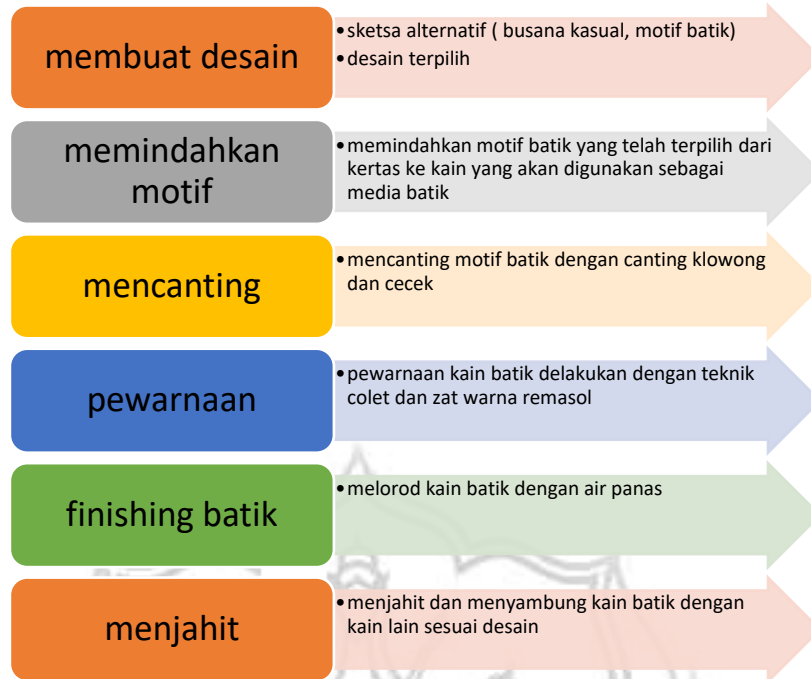 membuat desain
•sketsa alternatif ( busana kasual, motif batik)
•desain terpilih
memindahkan
motif
•memindahkan motif batik yang telah terpilih dari
kertas ke kain yang akan digunakan sebagai
media batik
mencanting
•mencanting motif batik dengan canting klowong
dan cecek
pewarnaan
•pewarnaan kain batik delakukan dengan teknik
colet dan zat warna remasol
finishing batik
•melorod kain batik dengan air panas
menjahit
•menjahit dan menyambung kain batik dengan
kain lain sesuai desain